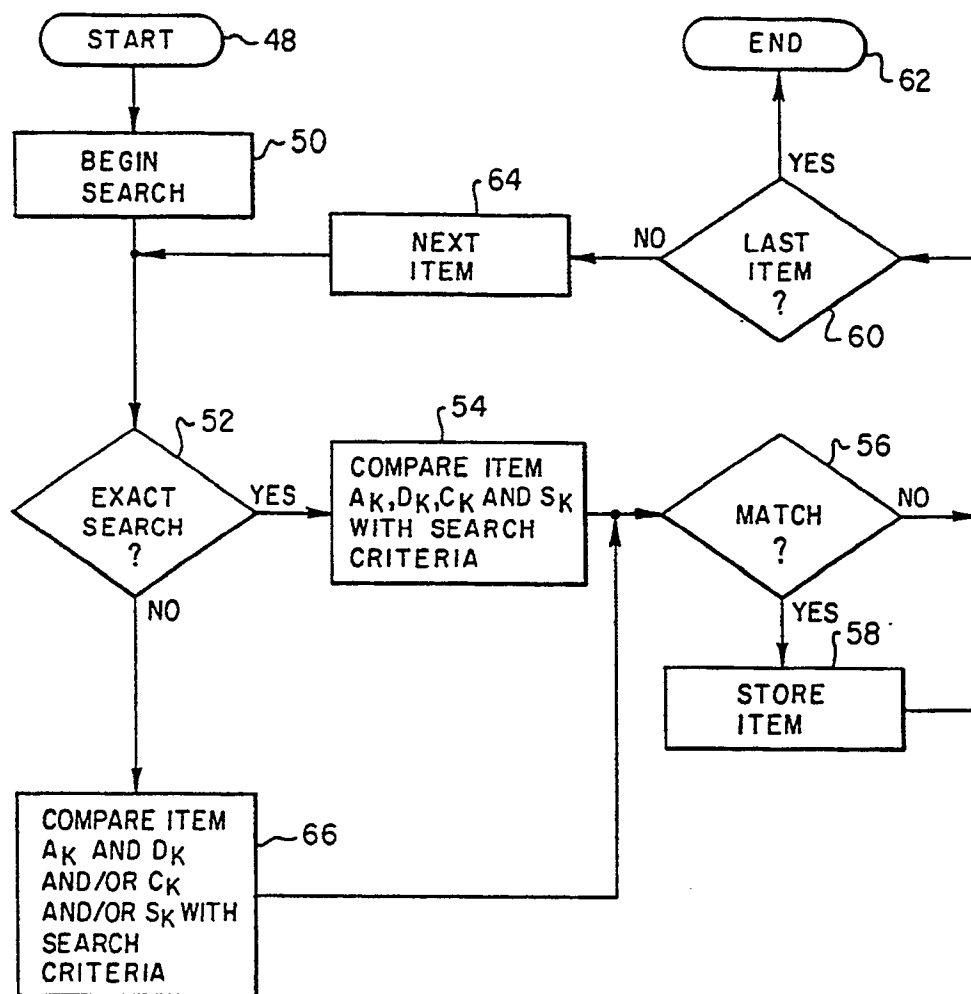 START
48
END
62
BEGIN
SEARCH
50
YES
64
NEXT
ITEM
NO
LAST
ITEM
?
60
52
EXACT
SEARCH
?
YES
NO
54
COMPARE ITEM
AK, DK, CK AND SK
WITH SEARCH
CRITERIA
56
MATCH
?
NO
YES
58
STORE
ITEM
COMPARE ITEM
AK AND DK
AND/OR CK
AND/OR SK WITH
SEARCH
CRITERIA
66